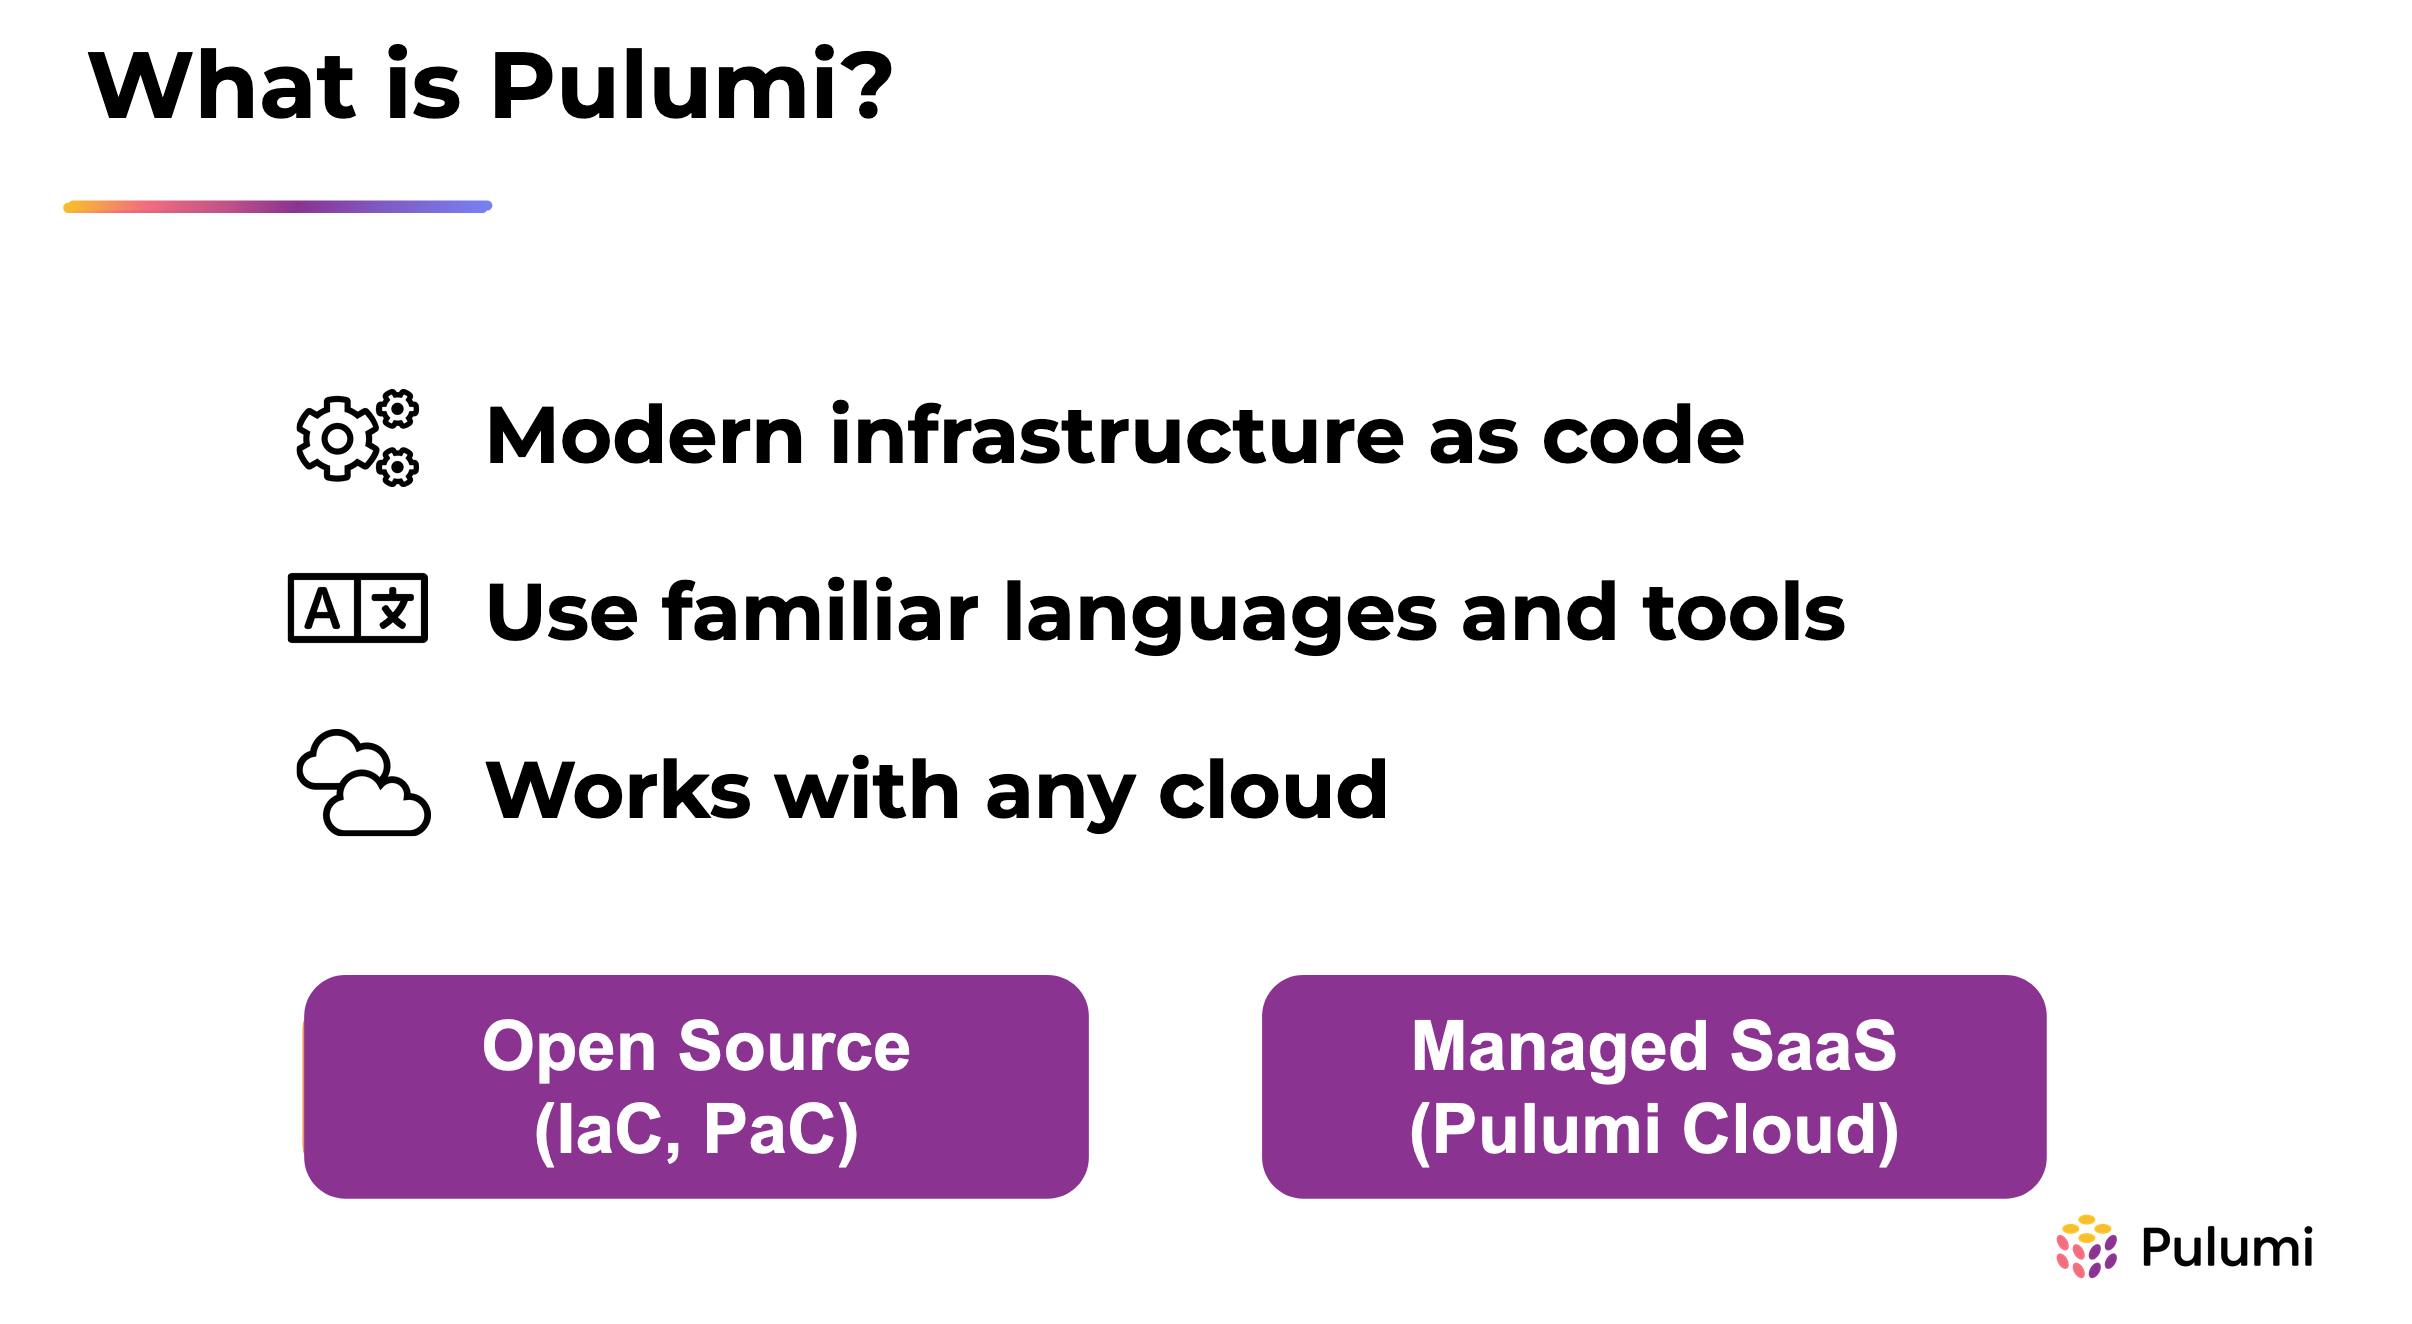 What is Pulumi?
Modern infrastructure as code
A 文
Use familiar languages and tools
Works with any cloud
Open Source
(IaC, PaC)
Managed SaaS
(Pulumi Cloud)
Pulumi